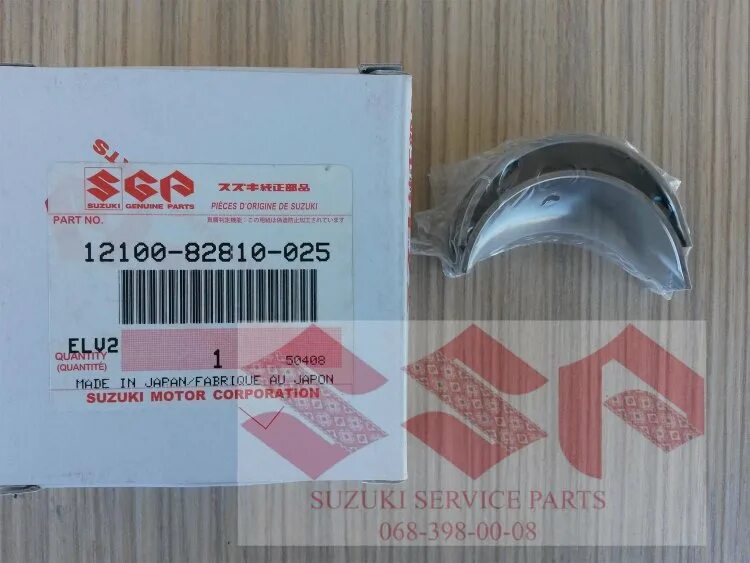 SGP
SUZUKI GENUINE PARTS
スズキ純正部品
PIÈCES D'ORIGINE DE SUZUKI
PART NO.
12100-82810-025
ELV2
QUANTITY
(QUANTITÉ)
1
50408
MADE IN JAPAN/FABRIQUE AU JAPON
SUZUKI MOTOR CORPORATION
SGP
SUZUKI SERVICE PARTS
068-398-00-08